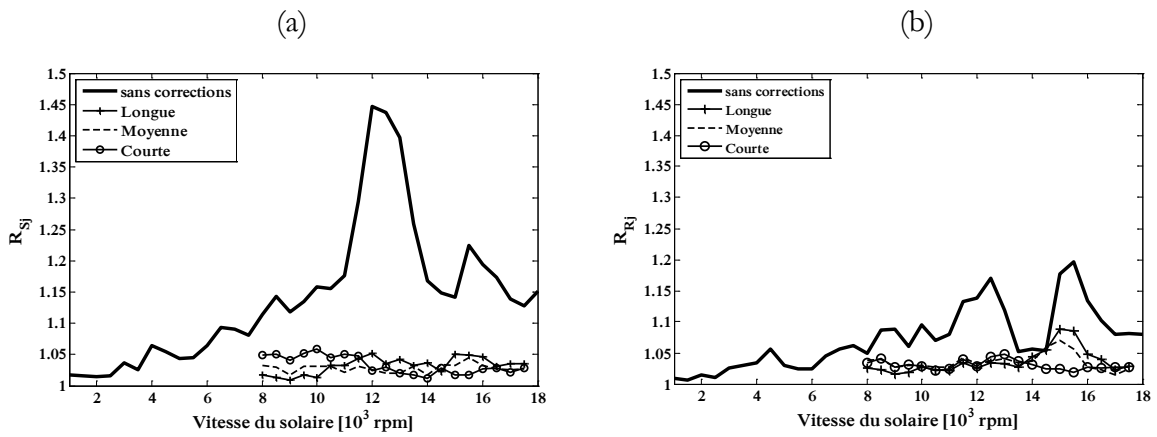 (a)
(b)
1.5
1.45
1.4
1.35
1.3
1.25
1.2
1.15
1.1
1.05
1
R_Sj
sans corrections
Longue
Moyenne
Courte
2 4 6 8 10 12 14 16 18
Vitesse du solaire [10³ rpm]
1.5
1.45
1.4
1.35
1.3
1.25
1.2
1.15
1.1
1.05
1
R_Rj
sans corrections
Longue
Moyenne
Courte
2 4 6 8 10 12 14 16 18
Vitesse du solaire [10³ rpm]